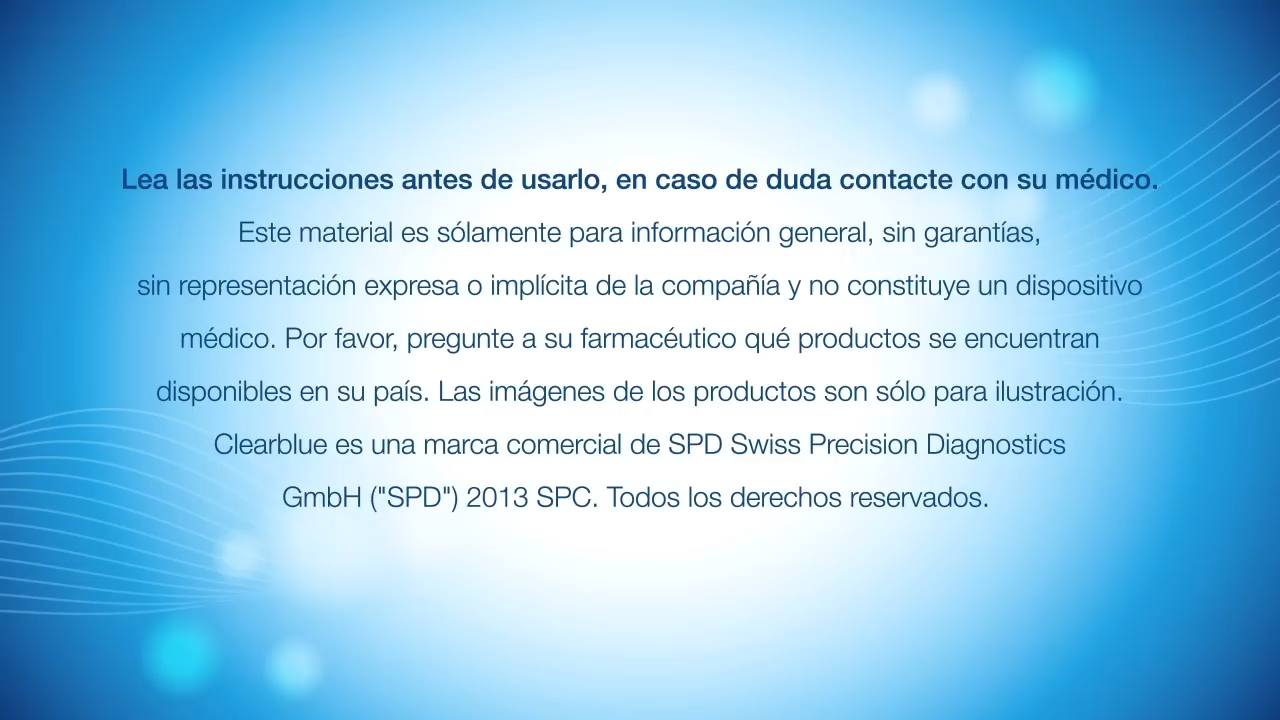 Lea las instrucciones antes de usarlo, en caso de duda contacte con su médico.
Este material es sólamente para información general, sin garantías,
sin representación expresa o implícita de la compañía y no constituye un dispositivo
médico. Por favor, pregunte a su farmacéutico qué productos se encuentran
disponibles en su país. Las imágenes de los productos son sólo para ilustración.
Clearblue es una marca comercial de SPD Swiss Precision Diagnostics
GmbH ("SPD") 2013 SPC. Todos los derechos reservados.